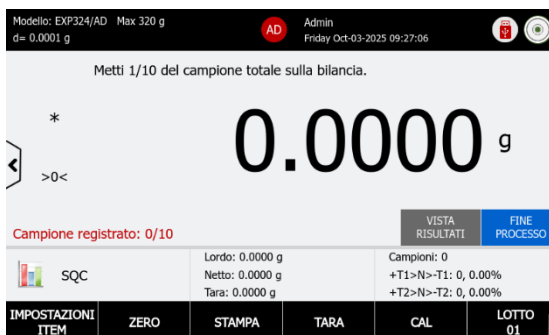 Modello: EXP324/AD Max 320 g
d= 0.0001 g
AD
Admin
Friday Oct-03-2025 09:27:06
Metti 1/10 del campione totale sulla bilancia.
*
>0<
0.0000 g
Campione registrato: 0/10
VISTA
RISULTATI
FINE
PROCESSO
SQC
Lordo: 0.0000 g
Netto: 0.0000 g
Tara: 0.0000 g
Campioni: 0
+T1>N>-T1: 0, 0.00%
+T2>N>-T2: 0, 0.00%
IMPOSTAZIONI
ITEM
ZERO
STAMPA
TARA
CAL
LOTTO
01